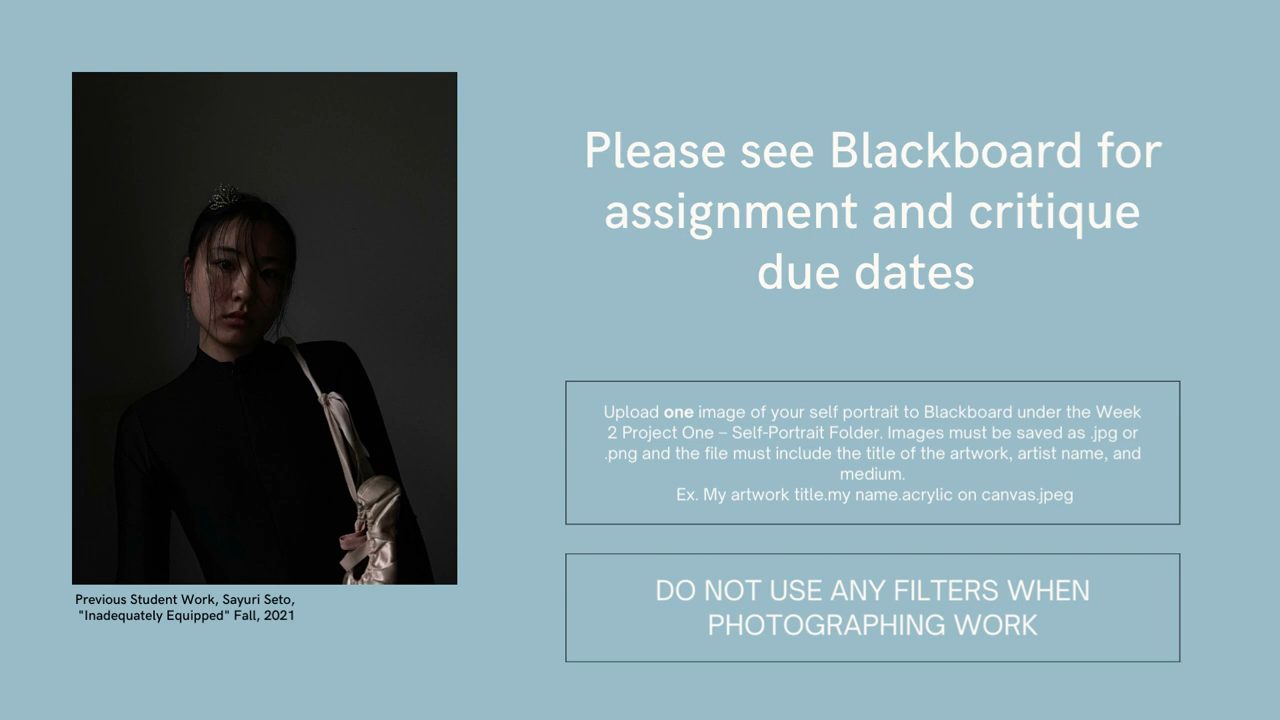 Please see Blackboard for
assignment and critique
due dates
Upload one image of your self portrait to Blackboard under the Week
2 Project One – Self-Portrait Folder. Images must be saved as .jpg or
.png and the file must include the title of the artwork, artist name, and
medium.
Ex. My artwork title.my name.acrylic on canvas.jpeg
DO NOT USE ANY FILTERS WHEN
PHOTOGRAPHING WORK
Previous Student Work, Sayuri Seto,
"Inadequately Equipped" Fall, 2021